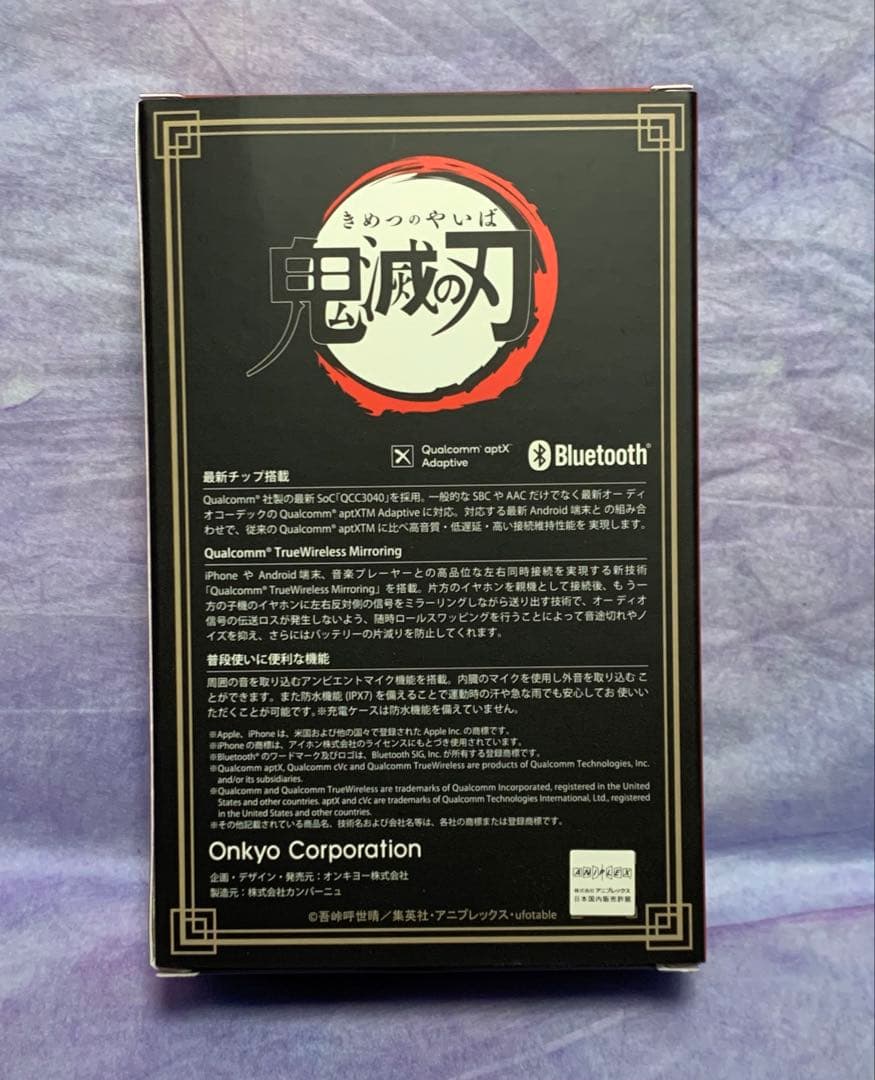 きめつのやいば
鬼滅の刃
Qualcomm® aptX™
Adaptive
Bluetooth®
最新チップ搭載
Qualcomm® 社製の最新 SoC「QCC3040」を採用。一般的な SBC や AAC だけでなく最新オー ディ
オコーデックの Qualcomm® aptXTM Adaptive に対応。対応する最新 Android 端末と の組み合
わせで、従来の Qualcomm® aptXTM に比べ高音質・低遅延・高い接続維持性能を 実現します。
Qualcomm® TrueWireless Mirroring
iPhone や Android 端末、音楽プレーヤーとの高品位な左右同時接続を実現する新技術
「Qualcomm® TrueWireless Mirroring」を搭載。片方のイヤホンを親機として接続後、も う一
方の子機のイヤホンに左右反対側の信号をミラーリングしながら送り出す技術で、オー ディオ
信号の伝送ロスが発生しないよう、随時ロールスワッピングを行うことによって音途切れやノ
イズを抑え、さらにはバッテリーの片減りを防止してくれます。
普段使いに便利な機能
周囲の音を取り込むアンビエントマイク機能を搭載。内臓のマイクを使用し外音を取り込む こ
とができます。また防水機能 (IPX7) を備えることで運動時の汗や急な雨でも安心してお 使いい
ただくことが可能です。※充電ケースは防水機能を備えていません。
※Apple、iPhone は、米国および他の国々で登録された Apple Inc. の商標です。
※iPhone の商標は、アイホン株式会社のライセンスにもとづき使用されています。
※Bluetooth® のワードマーク及びロゴは、Bluetooth SIG, Inc. が所有する登録商標です。
※Qualcomm aptX, Qualcomm cVc and Qualcomm TrueWireless are products of Qualcomm Technologies, Inc.
and/or its subsidiaries.
※Qualcomm and Qualcomm TrueWireless are trademarks of Qualcomm Incorporated, registered in the United
States and other countries. aptX and cVc are trademarks of Qualcomm Technologies International, Ltd., registered
in the United States and other countries.
※その他記載されている商品名、技術名および会社名等は、各社の商標または登録商標です。
Onkyo Corporation
企画・デザイン・発売元：オンキヨー株式会社
製造元：株式会社カンパーニュ
ANIPLEX
株式会社 アニプレックス
日本国内販売許諾
©吾峠呼世晴／集英社・アニプレックス・ufotable